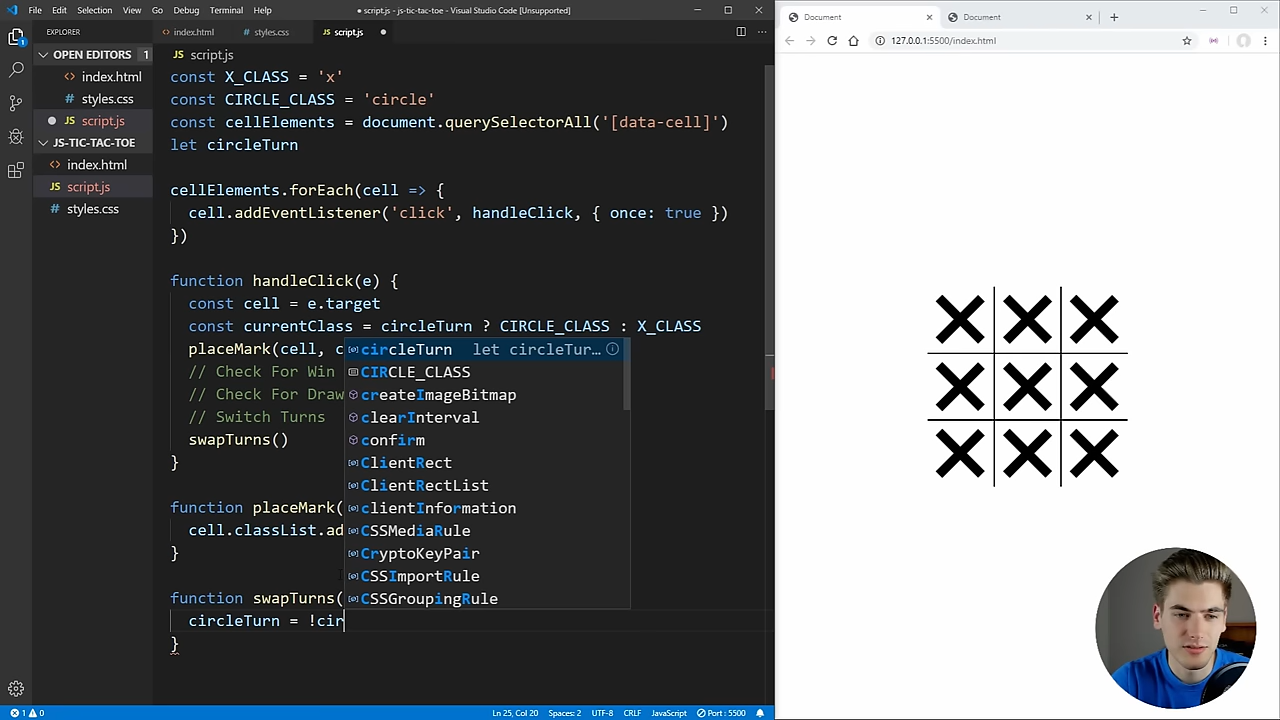 File Edit Selection View Go Debug Terminal Help
● script.js - js-tic-tac-toe - Visual Studio Code [Unsupported]
EXPLORER
OPEN EDITORS 1
<> index.html
# styles.css
● JS script.js
JS-TIC-TAC-TOE
<> index.html
JS script.js
# styles.css
<> index.html # styles.css JS script.js ●
JS script.js
const X_CLASS = 'x'
const CIRCLE_CLASS = 'circle'
const cellElements = document.querySelectorAll('[data-cell]')
let circleTurn
cellElements.forEach(cell => {
cell.addEventListener('click', handleClick, { once: true })
})
function handleClick(e) {
const cell = e.target
const currentClass = circleTurn ? CIRCLE_CLASS : X_CLASS
placeMark(cell, c
// Check For Win
// Check For Draw
// Switch Turns
swapTurns()
}
function placeMark(
cell.classList.ad
}
function swapTurns(
circleTurn = !cir
}
circleTurn let circleTur...
CIRCLE_CLASS
createImageBitmap
clearInterval
confirm
ClientRect
ClientRectList
clientInformation
CSSMediaRule
CryptoKeyPair
CSSImportRule
CSSGroupingRule
1 0 Ln 25, Col 20 Spaces: 2 UTF-8 CRLF JavaScript Port : 5500
Document Document
127.0.0.1:5500/index.html